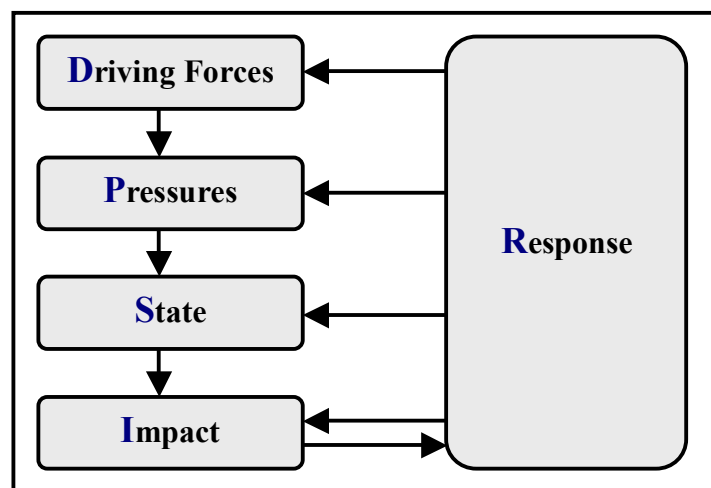 Driving Forces
Pressures
State
Impact
Response